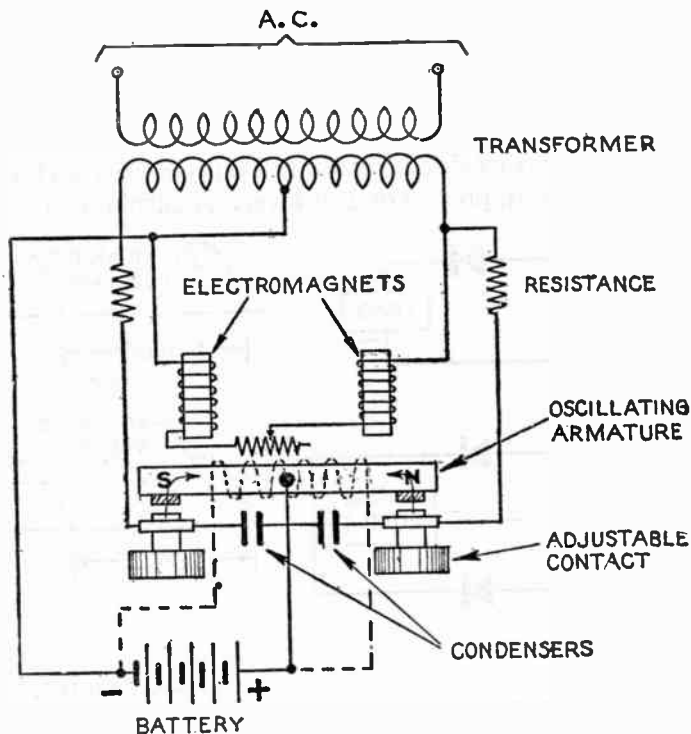 A.C.
TRANSFORMER
ELECTROMAGNETS
RESISTANCE
OSCILLATING
ARMATURE
S
N
ADJUSTABLE
CONTACT
CONDENSERS
- +
BATTERY